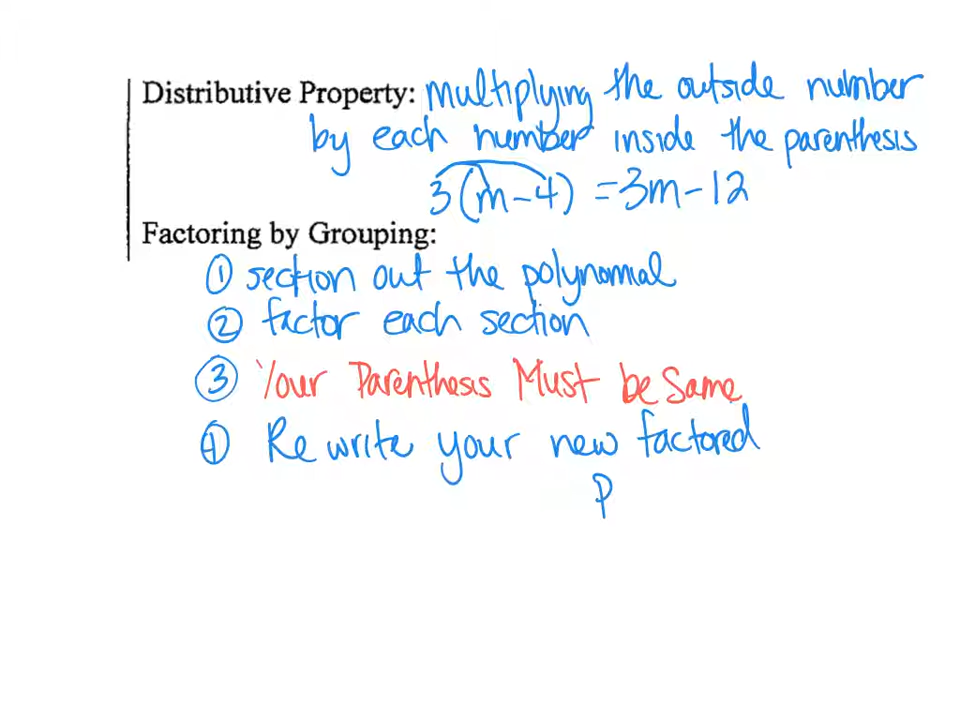 Distributive Property: multiplying the outside number
by each number inside the parenthesis
3(m-4) = 3m-12
Factoring by Grouping:
① section out the polynomial
② factor each section
③ Your Parenthesis Must be Same
④ Rewrite your new factored
P